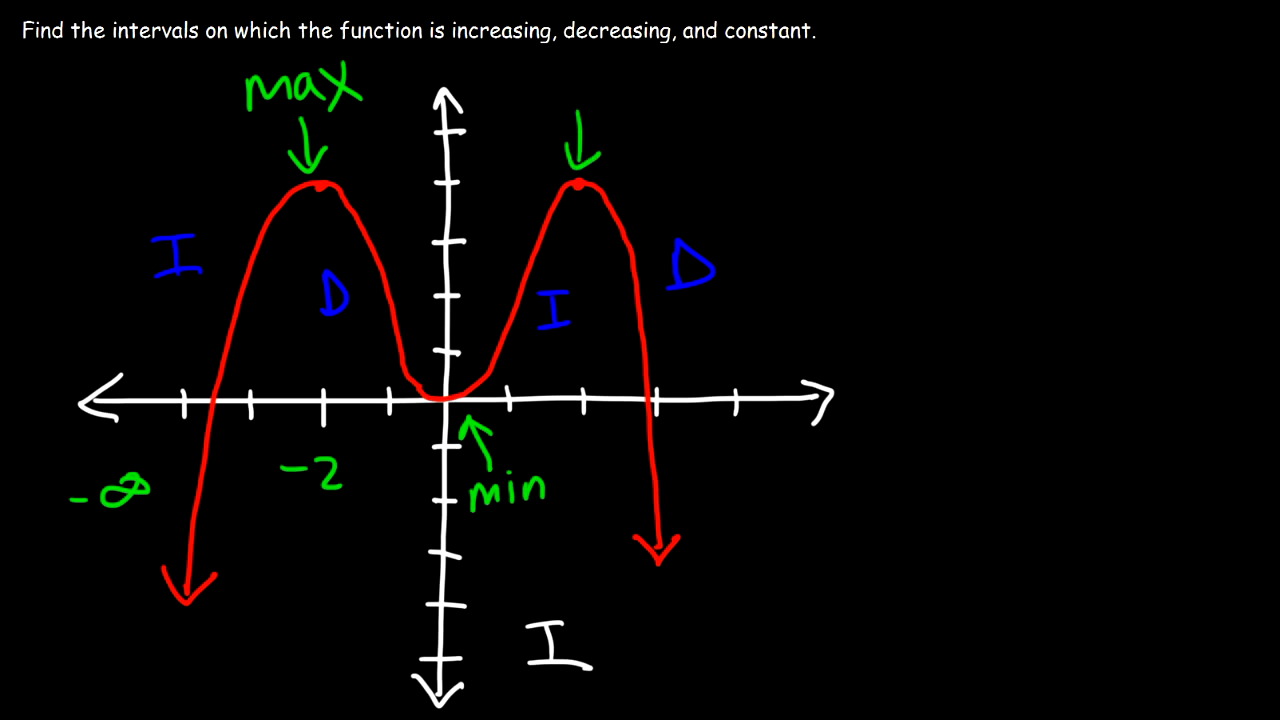 Find the intervals on which the function is increasing, decreasing, and constant.
max
I
D
I
D
-2
-∞
min
I